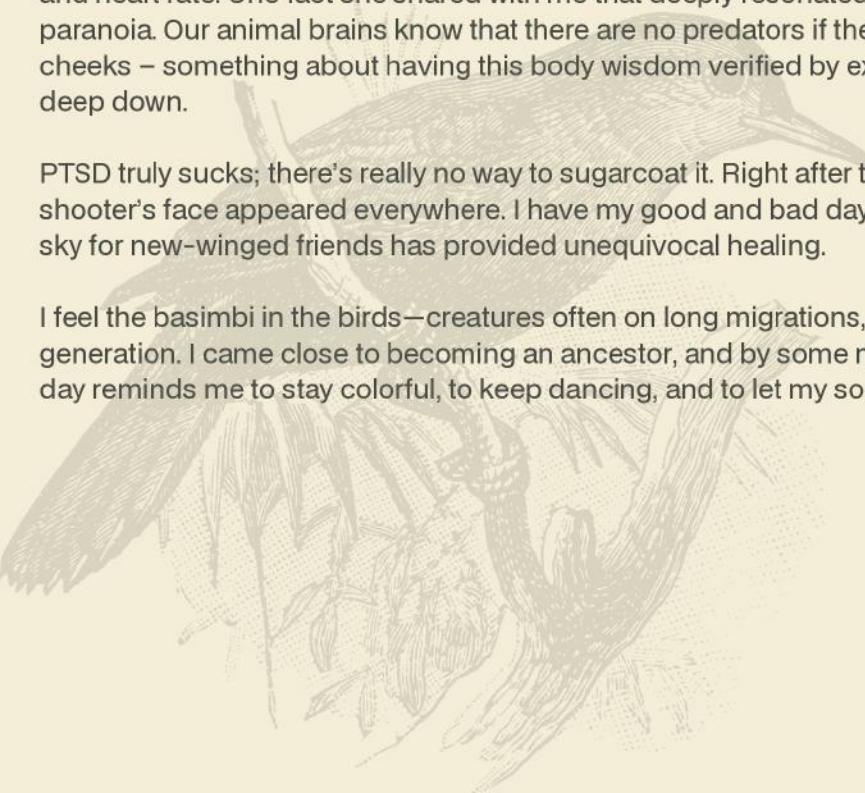 paranoia. Our animal brains know that there are no predators if the
cheeks – something about having this body wisdom verified by
deep down.
PTSD truly sucks; there’s really no way to sugarcoat it. Right after
shooter’s face appeared everywhere. I have my good and bad
sky for new-winged friends has provided unequivocal healing.
I feel the basimbi in the birds—creatures often on long migrations,
generation. I came close to becoming an ancestor, and by some
day reminds me to stay colorful, to keep dancing, and to let my